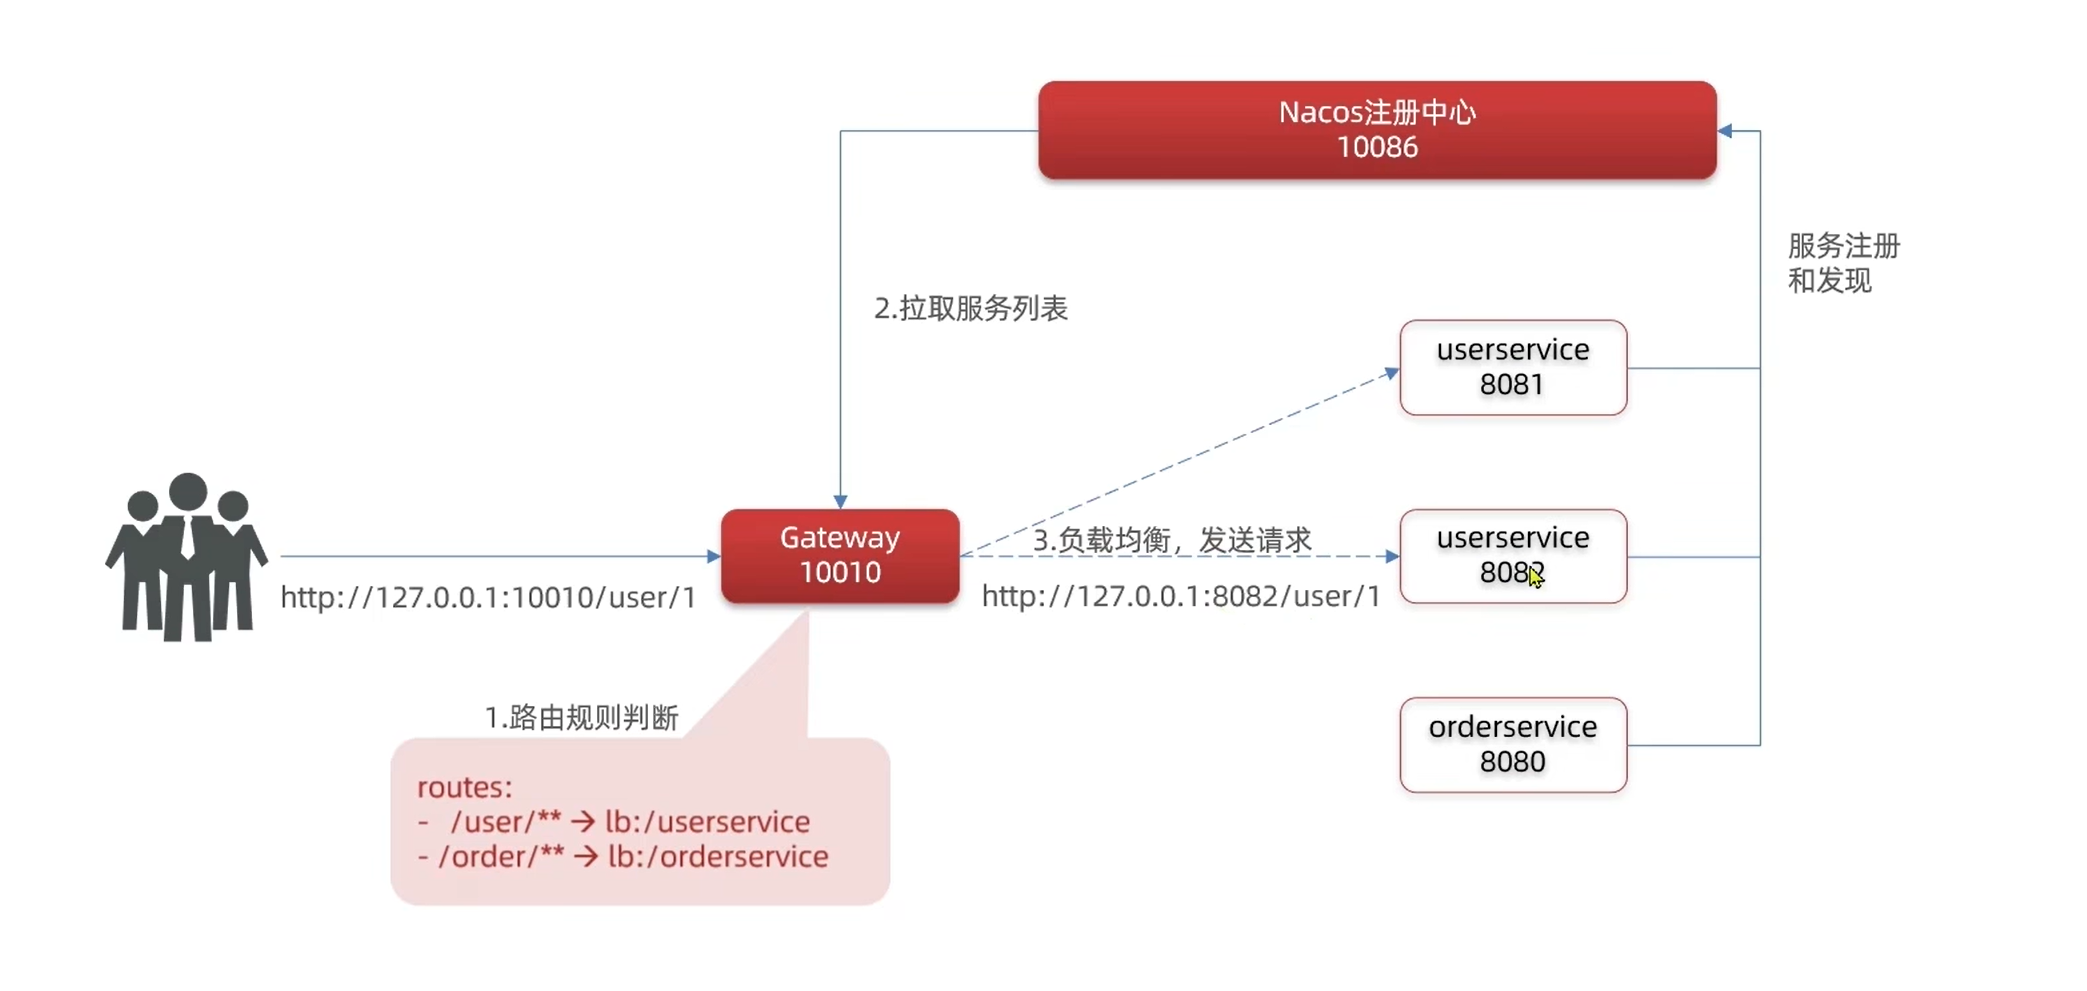 Nacos注册中心
10086
服务注册
和发现
2.拉取服务列表
userservice
8081
Gateway
10010
3.负载均衡，发送请求
userservice
8082
http://127.0.0.1:10010/user/1
http://127.0.0.1:8082/user/1
1.路由规则判断
orderservice
8080
routes:
- /user/** → lb:/userservice
- /order/** → lb:/orderservice